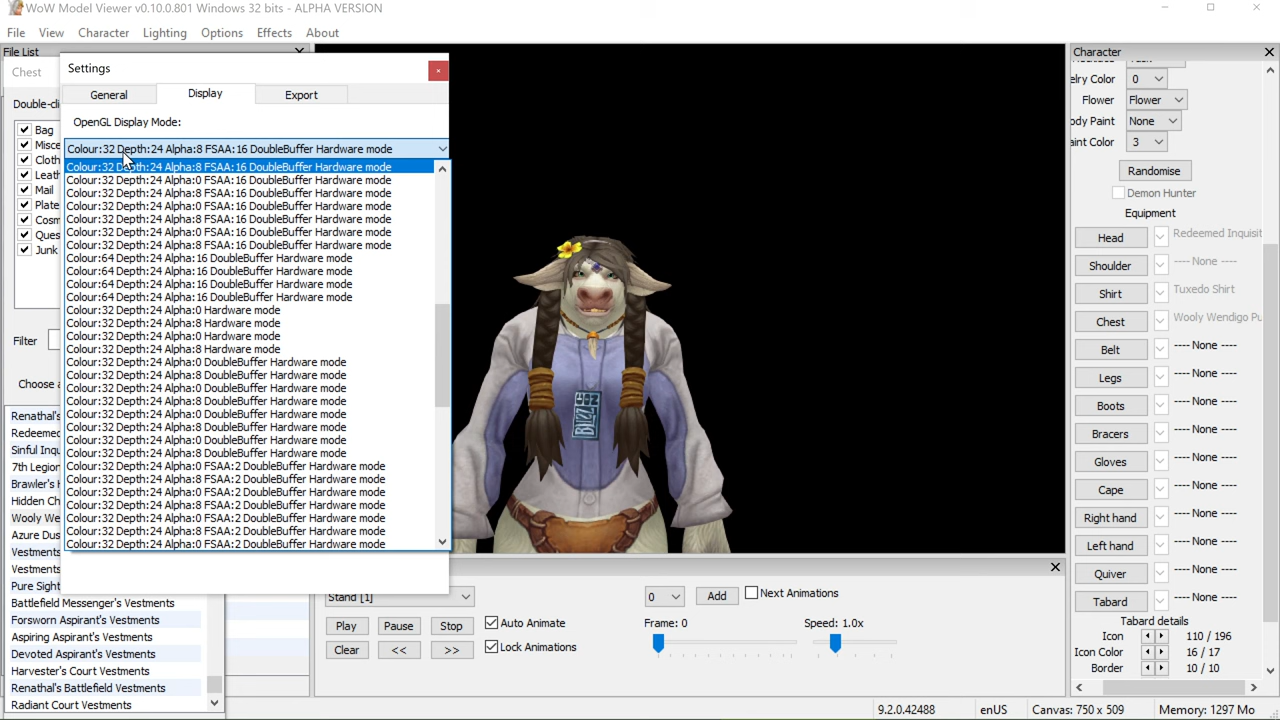 WoW Model Viewer v0.10.0.801 Windows 32 bits - ALPHA VERSION
File View Character Lighting Options Effects About
File List
Chest
Settings
General Display Export
OpenGL Display Mode:
Colour:32 Depth:24 Alpha:8 FSAA:16 DoubleBuffer Hardware mode
Colour:32 Depth:24 Alpha:8 FSAA:16 DoubleBuffer Hardware mode
Colour:32 Depth:24 Alpha:0 FSAA:16 DoubleBuffer Hardware mode
Colour:32 Depth:24 Alpha:8 FSAA:16 DoubleBuffer Hardware mode
Colour:32 Depth:24 Alpha:0 FSAA:16 DoubleBuffer Hardware mode
Colour:32 Depth:24 Alpha:8 FSAA:16 DoubleBuffer Hardware mode
Colour:32 Depth:24 Alpha:0 FSAA:16 DoubleBuffer Hardware mode
Colour:32 Depth:24 Alpha:8 FSAA:16 DoubleBuffer Hardware mode
Colour:64 Depth:24 Alpha:16 DoubleBuffer Hardware mode
Colour:64 Depth:24 Alpha:16 DoubleBuffer Hardware mode
Colour:64 Depth:24 Alpha:16 DoubleBuffer Hardware mode
Colour:64 Depth:24 Alpha:16 DoubleBuffer Hardware mode
Colour:32 Depth:24 Alpha:0 Hardware mode
Colour:32 Depth:24 Alpha:8 Hardware mode
Colour:32 Depth:24 Alpha:0 Hardware mode
Colour:32 Depth:24 Alpha:8 Hardware mode
Colour:32 Depth:24 Alpha:0 DoubleBuffer Hardware mode
Colour:32 Depth:24 Alpha:8 DoubleBuffer Hardware mode
Colour:32 Depth:24 Alpha:0 DoubleBuffer Hardware mode
Colour:32 Depth:24 Alpha:8 DoubleBuffer Hardware mode
Colour:32 Depth:24 Alpha:0 DoubleBuffer Hardware mode
Colour:32 Depth:24 Alpha:8 DoubleBuffer Hardware mode
Colour:32 Depth:24 Alpha:0 DoubleBuffer Hardware mode
Colour:32 Depth:24 Alpha:8 DoubleBuffer Hardware mode
Colour:32 Depth:24 Alpha:0 FSAA:2 DoubleBuffer Hardware mode
Colour:32 Depth:24 Alpha:8 FSAA:2 DoubleBuffer Hardware mode
Colour:32 Depth:24 Alpha:0 FSAA:2 DoubleBuffer Hardware mode
Colour:32 Depth:24 Alpha:8 FSAA:2 DoubleBuffer Hardware mode
Colour:32 Depth:24 Alpha:0 FSAA:2 DoubleBuffer Hardware mode
Colour:32 Depth:24 Alpha:8 FSAA:2 DoubleBuffer Hardware mode
Colour:32 Depth:24 Alpha:0 FSAA:2 DoubleBuffer Hardware mode
Double-cli
Bag
Misce
Cloth
Leath
Mail
Plate
Cosm
Ques
Junk
Filter
Choose a
Renathal's
Redeemed
Sinful Inqu
7th Legion
Brawler's H
Hidden Ch
Wooly We
Azure Dus
Vestments
Vestments
Pure Sight
Battlefield Messenger's Vestments
Forsworn Aspirant's Vestments
Aspiring Aspirant's Vestments
Devoted Aspirant's Vestments
Harvester's Court Vestments
Renathal's Battlefield Vestments
Radiant Court Vestments
BLIZZ
Stand [1] 0 Add Next Animations
Play Pause Stop Auto Animate Frame: 0 Speed: 1.0x
Clear << >> Lock Animations
Character
elry Color 0
Flower Flower
ody Paint None
aint Color 3
Randomise
Demon Hunter
Equipment
Head Redeemed Inquisit
Shoulder ---- None ----
Shirt Tuxedo Shirt
Chest Wooly Wendigo Pu
Belt ---- None ----
Legs ---- None ----
Boots ---- None ----
Bracers ---- None ----
Gloves ---- None ----
Cape ---- None ----
Right hand ---- None ----
Left hand ---- None ----
Quiver ---- None ----
Tabard ---- None ----
Tabard details
Icon 110 / 196
Icon Color 16 / 17
Border 10 / 10
9.2.0.42488 enUS Canvas: 750 x 509 Memory: 1297 Mo